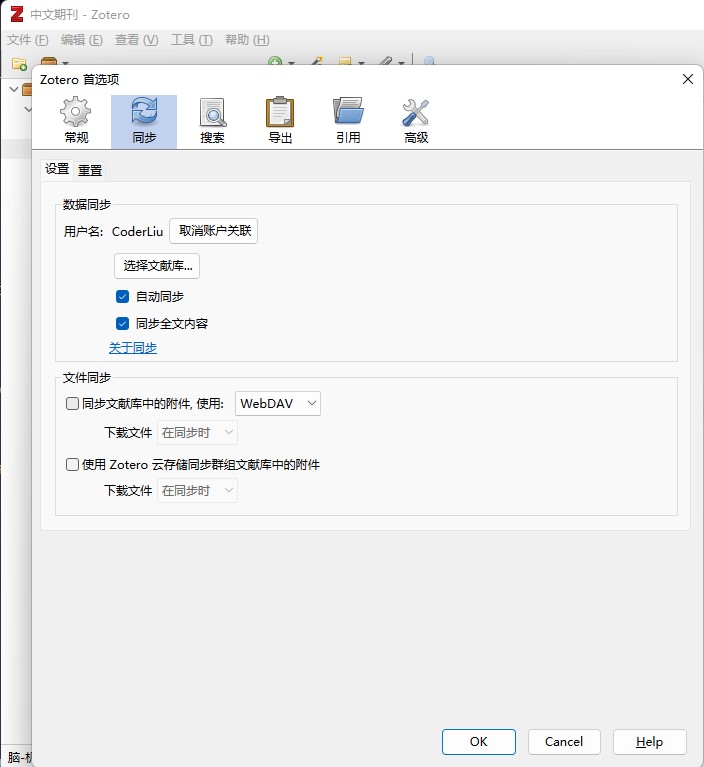 中文期刊 - Zotero
文件 (F) 编辑 (E) 查看 (V) 工具 (T) 帮助 (H)
Zotero 首选项
常规 同步 搜索 导出 引用 高级
设置 重置
数据同步
用户名: CoderLiu 取消账户关联
选择文献库...
自动同步
同步全文内容
关于同步
文件同步
同步文献库中的附件, 使用: WebDAV
下载文件 在同步时
使用 Zotero 云存储同步群组文献库中的附件
下载文件 在同步时
OK Cancel Help
脑-机